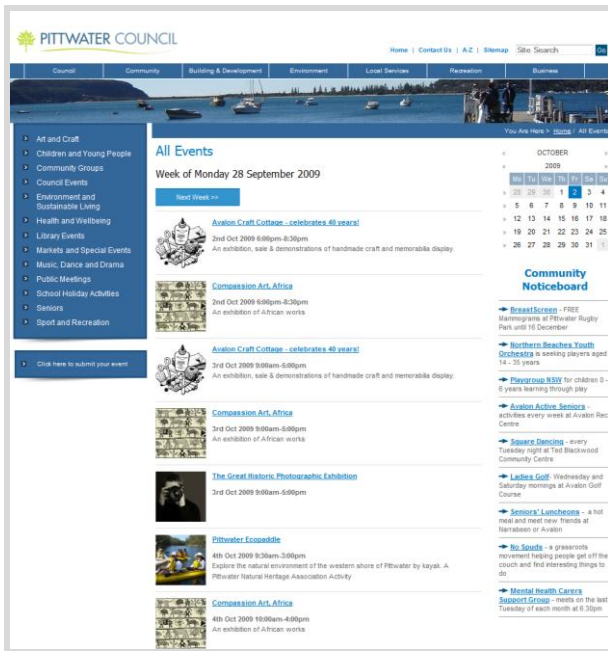 PITTWATER COUNCIL
Home | Contact Us | A-Z | Sitemap Site Search Go
Council Community Building & Development Environment Local Services Recreation Business
You Are Here > Home / All Events
Art and Craft
Children and Young People
Community Groups
Council Events
Environment and
Sustainable Living
Health and Wellbeing
Library Events
Markets and Special Events
Music, Dance and Drama
Public Meetings
School Holiday Activities
Seniors
Sport and Recreation
Click here to submit your event
All Events
Week of Monday 28 September 2009
Next Week >>
Avalon Craft Cottage - celebrates 40 years!
2nd Oct 2009 6:00pm-8:30pm
An exhibition, sale & demonstrations of handmade craft and memorabilia display.
Compassion Art, Africa
2nd Oct 2009 6:00pm-8:30pm
An exhibition of African works
Avalon Craft Cottage - celebrates 40 years!
3rd Oct 2009 9:00am-5:00pm
An exhibition, sale & demonstrations of handmade craft and memorabilia display.
Compassion Art, Africa
3rd Oct 2009 9:00am-5:00pm
An exhibition of African works
The Great Historic Photographic Exhibition
3rd Oct 2009 9:00am-5:00pm
Pittwater Ecopaddle
4th Oct 2009 9:30am-3:00pm
Explore the natural environment of the western shore of Pittwater by kayak. A
Pittwater Natural Heritage Association Activity
Compassion Art, Africa
4th Oct 2009 10:00am-4:00pm
An exhibition of African works
« OCTOBER »
« 2009 »
Mo Tu We Th Fr Sa Su
» 28 29 30 1 2 3 4
» 5 6 7 8 9 10 11
» 12 13 14 15 16 17 18
» 19 20 21 22 23 24 25
» 26 27 28 29 30 31 1
Community
Noticeboard
BreastScreen - FREE
Mammograms at Pittwater Rugby
Park until 16 December
Northern Beaches Youth
Orchestra is seeking players aged
14 - 35 years
Playgroup NSW for children 0 -
6 years learning through play
Avalon Active Seniors -
activities every week at Avalon Rec
Centre
Square Dancing - every
Tuesday night at Ted Blackwood
Community Centre
Ladies Golf- Wednesday and
Saturday mornings at Avalon Golf
Course
Seniors' Luncheons - a hot
meal and meet new friends at
Narrabeen or Avalon
No Spuds - a grassroots
movement helping people get off the
couch and find interesting things to
do
Mental Health Carers
Support Group - meets on the last
Tuesday of each month at 6.30pm